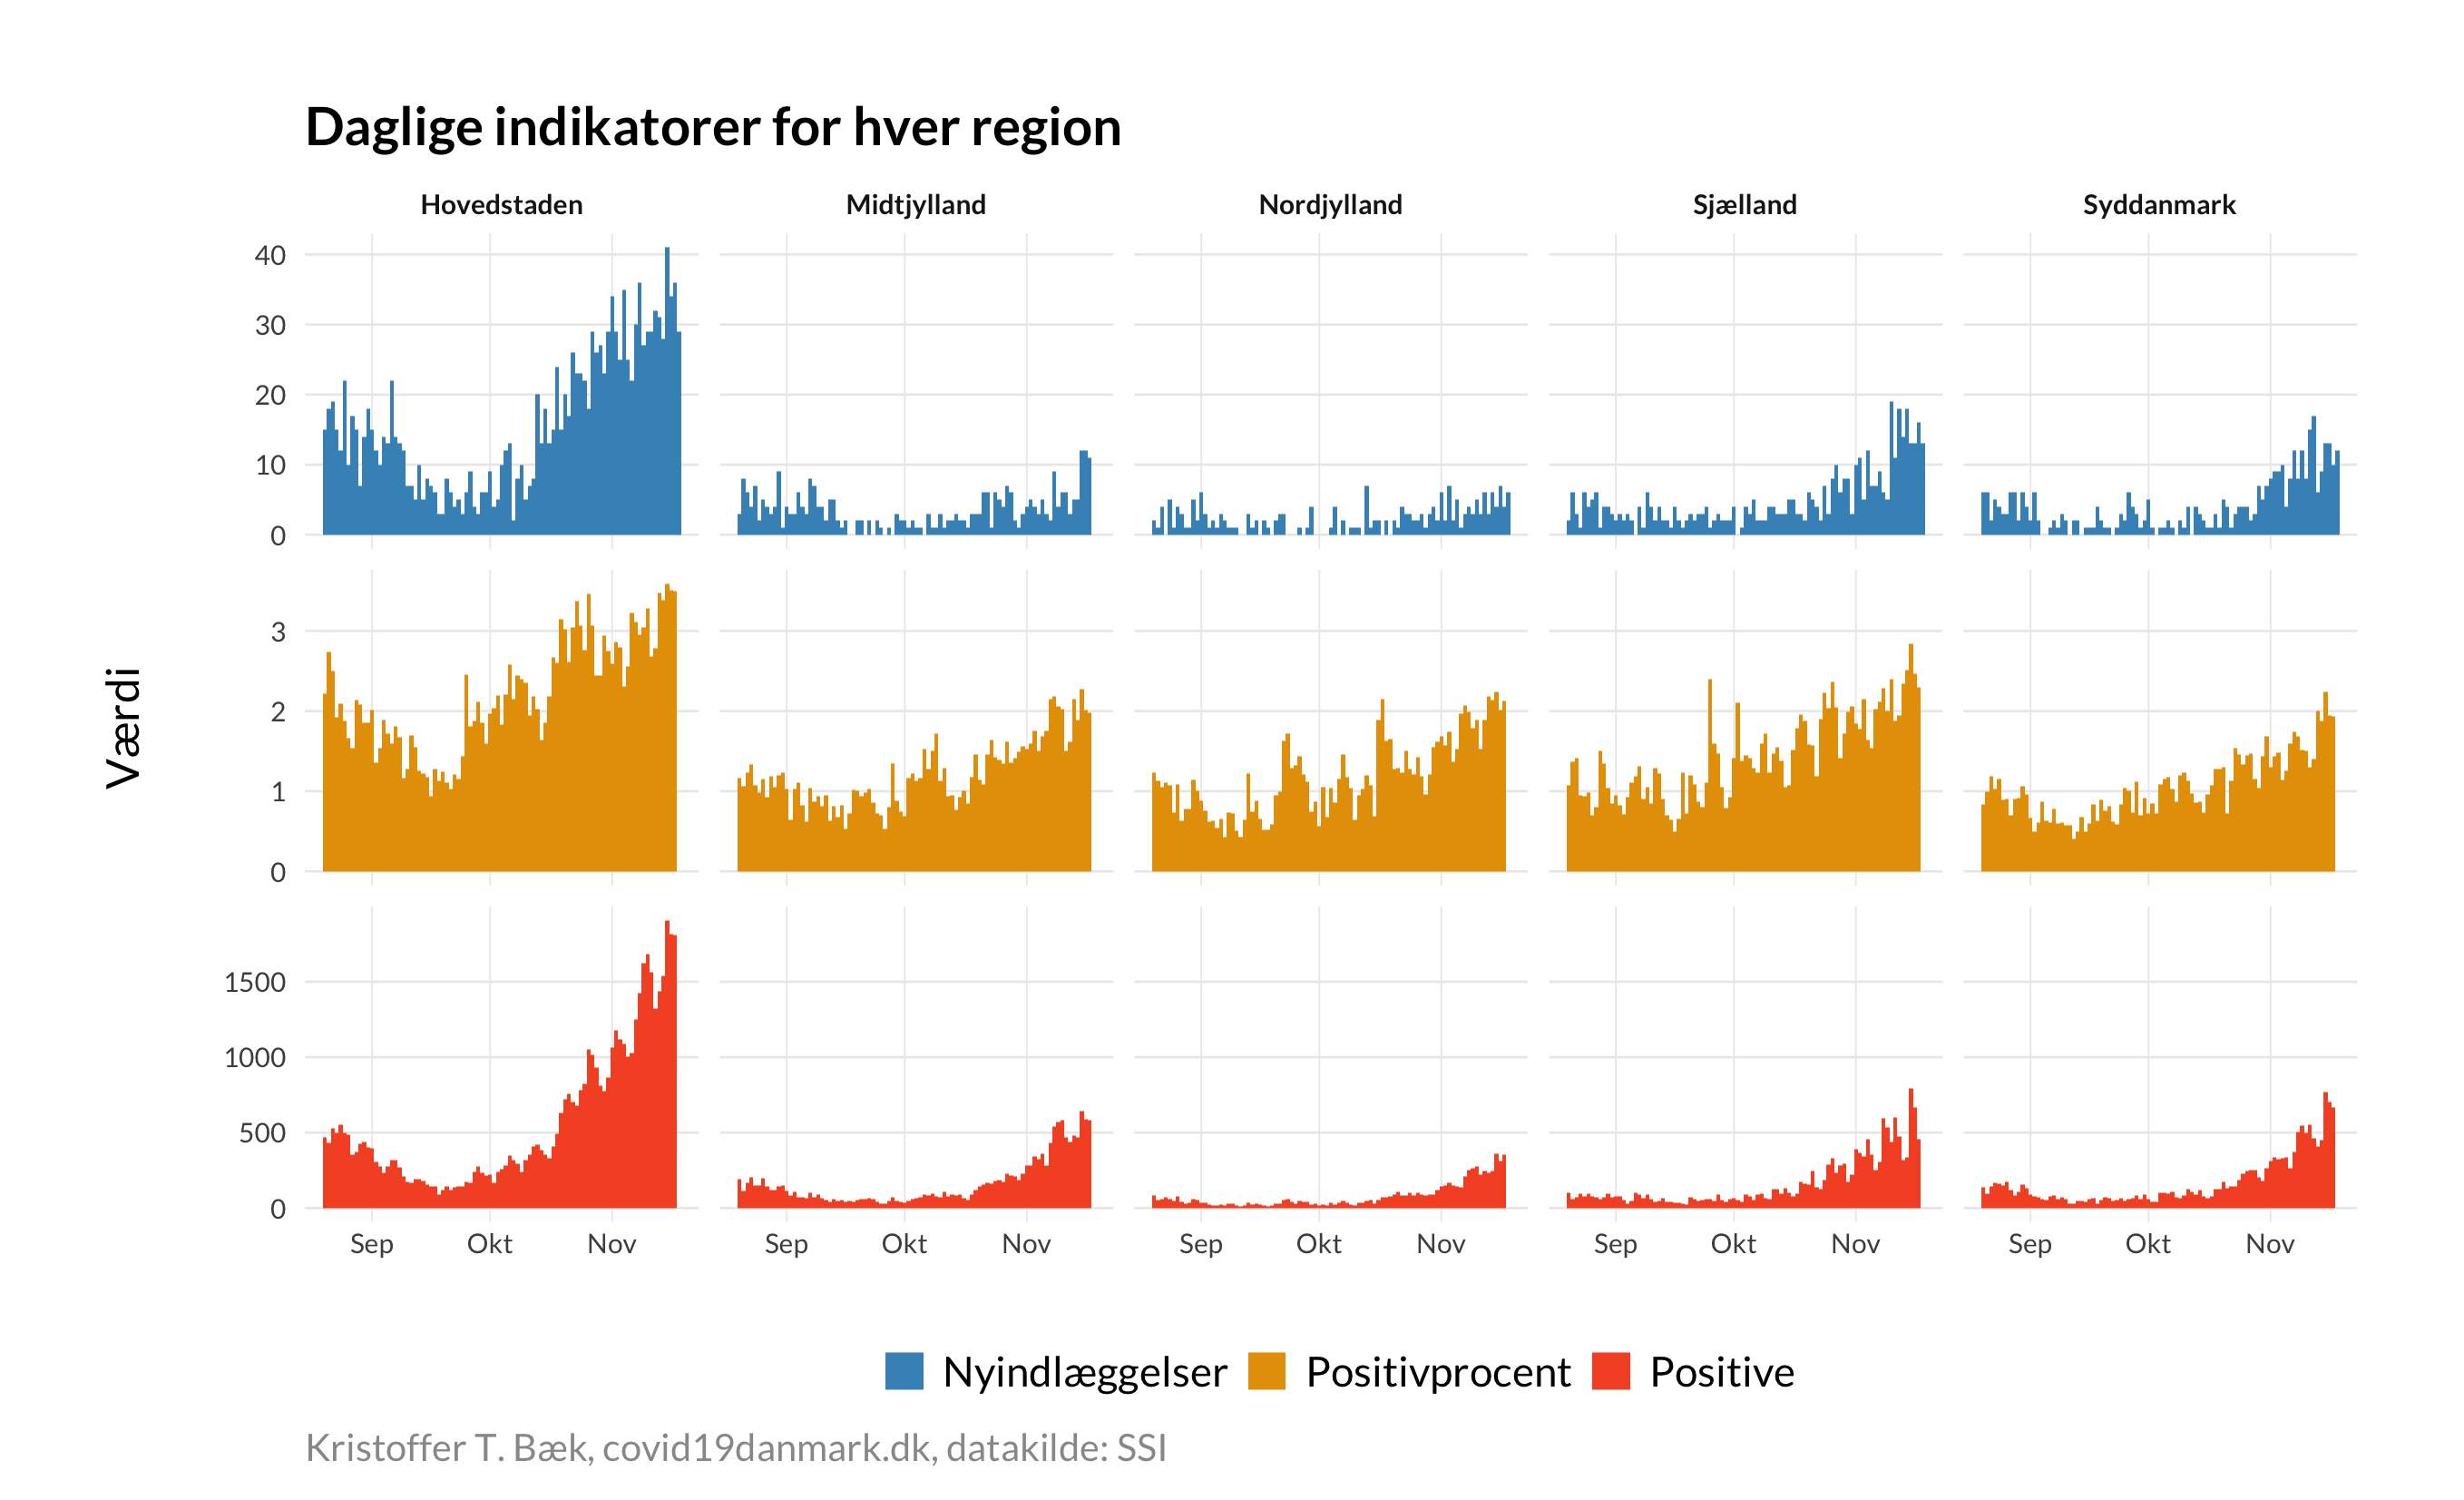 Daglige indikatorer for hver region
Hovedstaden Midtjylland Nordjylland Sjælland Syddanmark
40
30
20
10
0
3
2
1
0
1500
1000
500
0
Værdi
Sep Okt Nov Sep Okt Nov Sep Okt Nov Sep Okt Nov Sep Okt Nov
Nyindlæggelser Positivprocent Positive
Kristoffer T. Bæk, covid19danmark.dk, datakilde: SSI